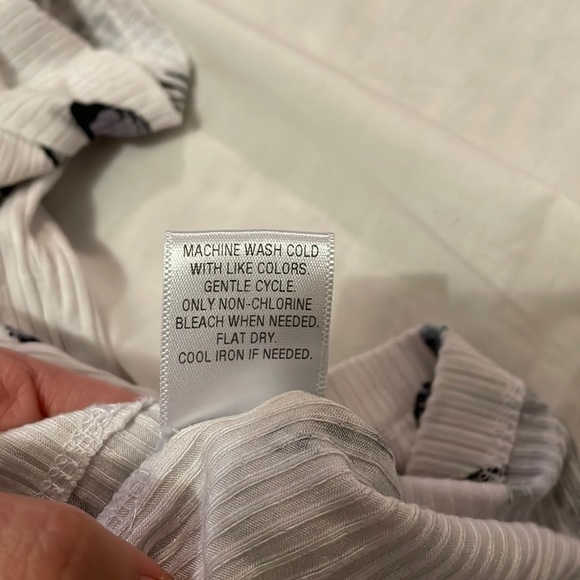 MACHINE WASH COLD
WITH LIKE COLORS.
GENTLE CYCLE.
ONLY NON-CHLORINE
BLEACH WHEN NEEDED.
FLAT DRY.
COOL IRON IF NEEDED.